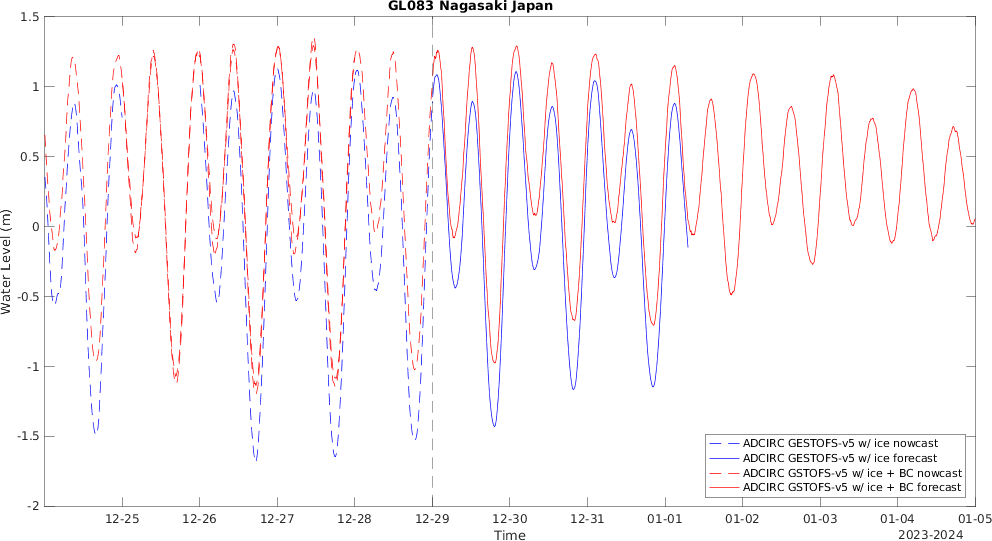 GL083 Nagasaki Japan
1.5
1
0.5
0
-0.5
-1
-1.5
-2
Water Level (m)
12-25 12-26 12-27 12-28 12-29 12-30 12-31 01-01 01-02 01-03 01-04 01-05
Time
2023-2024
ADCIRC GESTOFS-v5 w/ ice nowcast
ADCIRC GESTOFS-v5 w/ ice forecast
ADCIRC GSTOFS-v5 w/ ice + BC nowcast
ADCIRC GSTOFS-v5 w/ ice + BC forecast